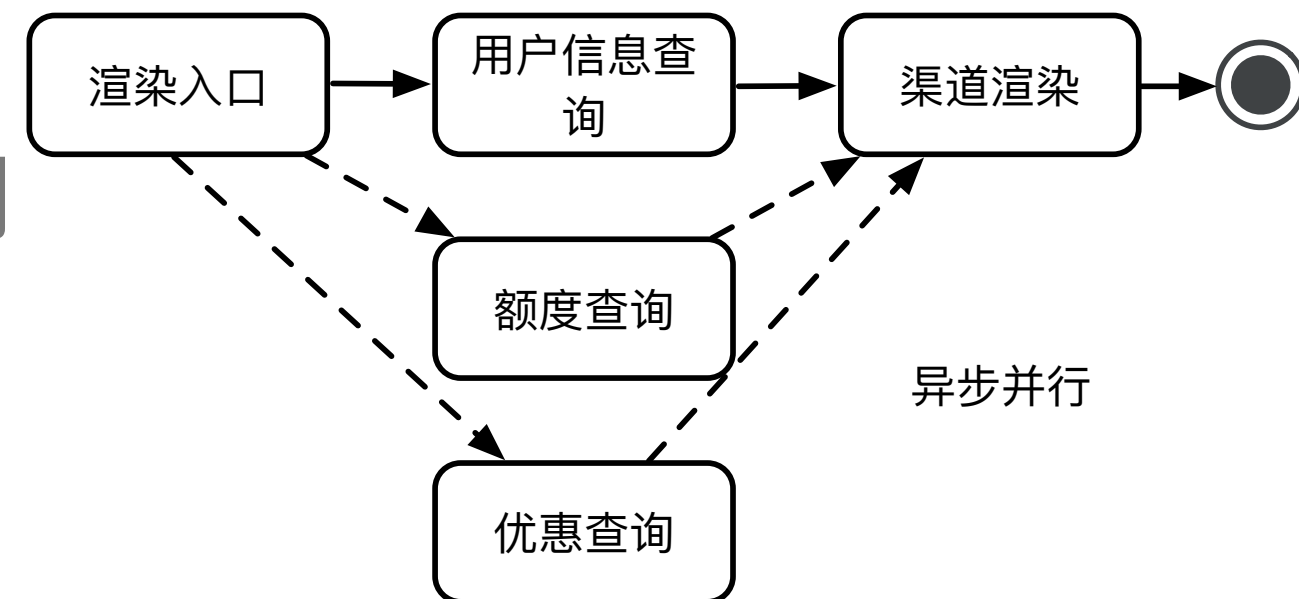 渲染入口
用户信息查
询
渠道渲染
额度查询
异步并行
优惠查询